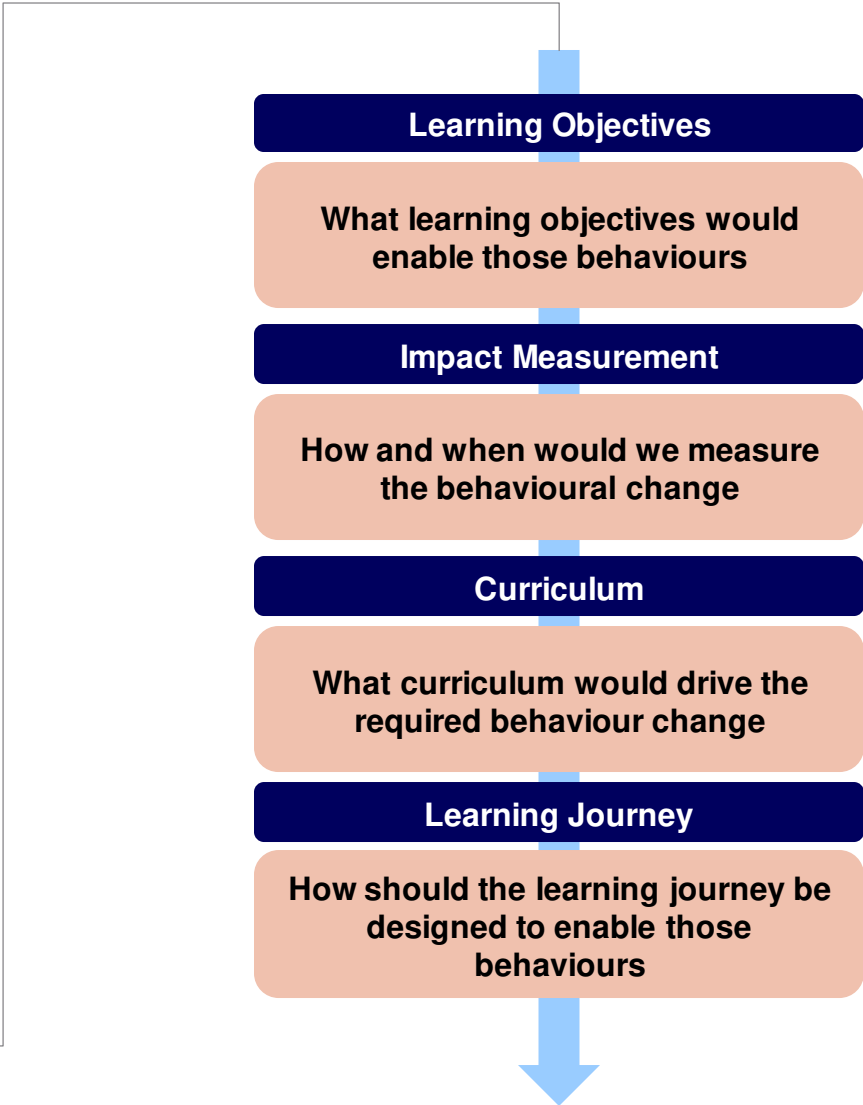 Learning Objectives
What learning objectives would
enable those behaviours
Impact Measurement
How and when would we measure
the behavioural change
Curriculum
What curriculum would drive the
required behaviour change
Learning Journey
How should the learning journey be
designed to enable those
behaviours